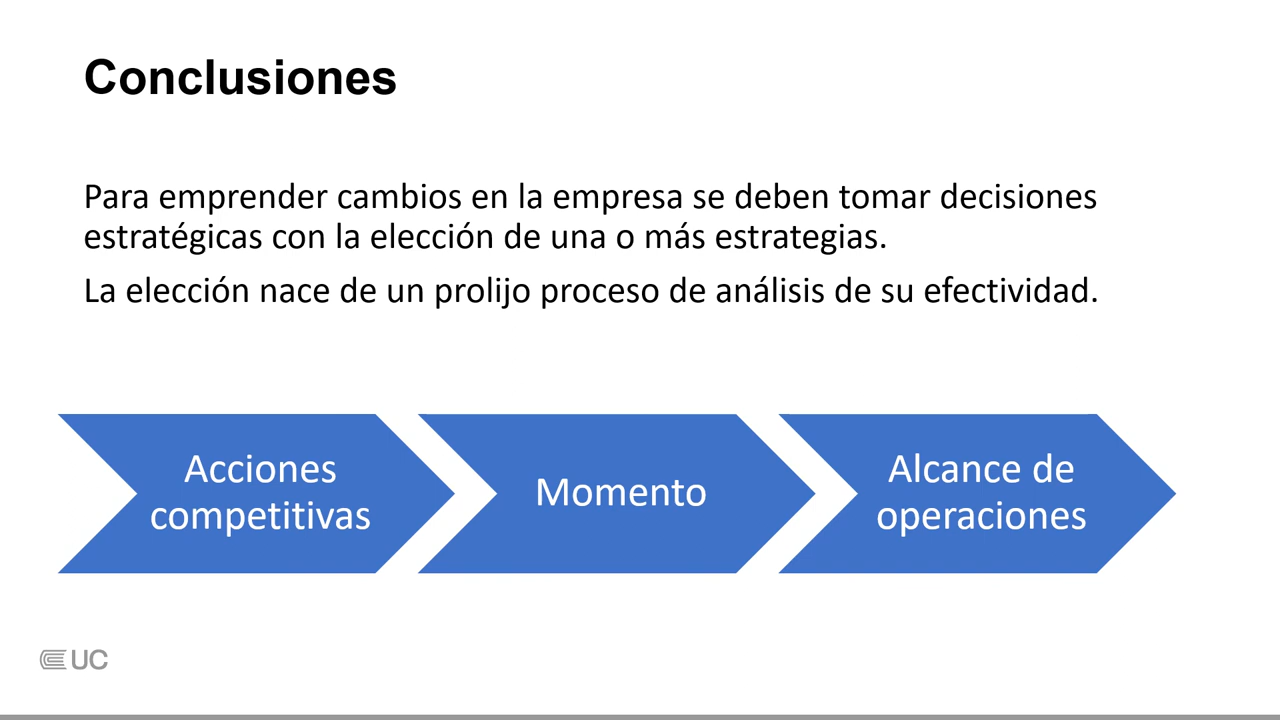 Conclusiones
Para emprender cambios en la empresa se deben tomar decisiones
estratégicas con la elección de una o más estrategias.
La elección nace de un prolijo proceso de análisis de su efectividad.
Acciones
competitivas
Momento
Alcance de
operaciones
UC